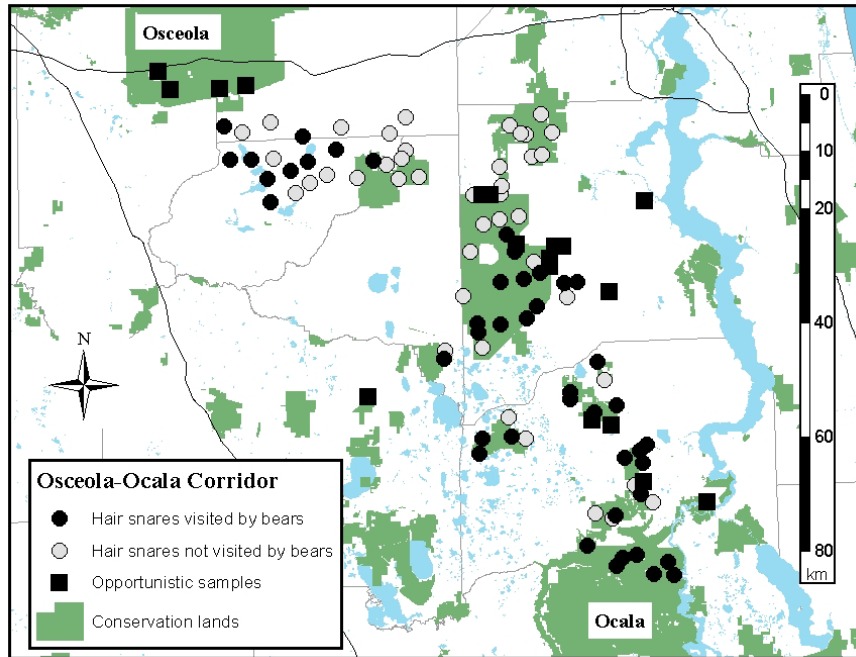 Osceola
0
10
20
40
N
60
Osceola-Ocala Corridor
Hair snares visited by bears
Hair snares not visited by bears
Opportunistic samples
Conservation lands
80
km
Ocala